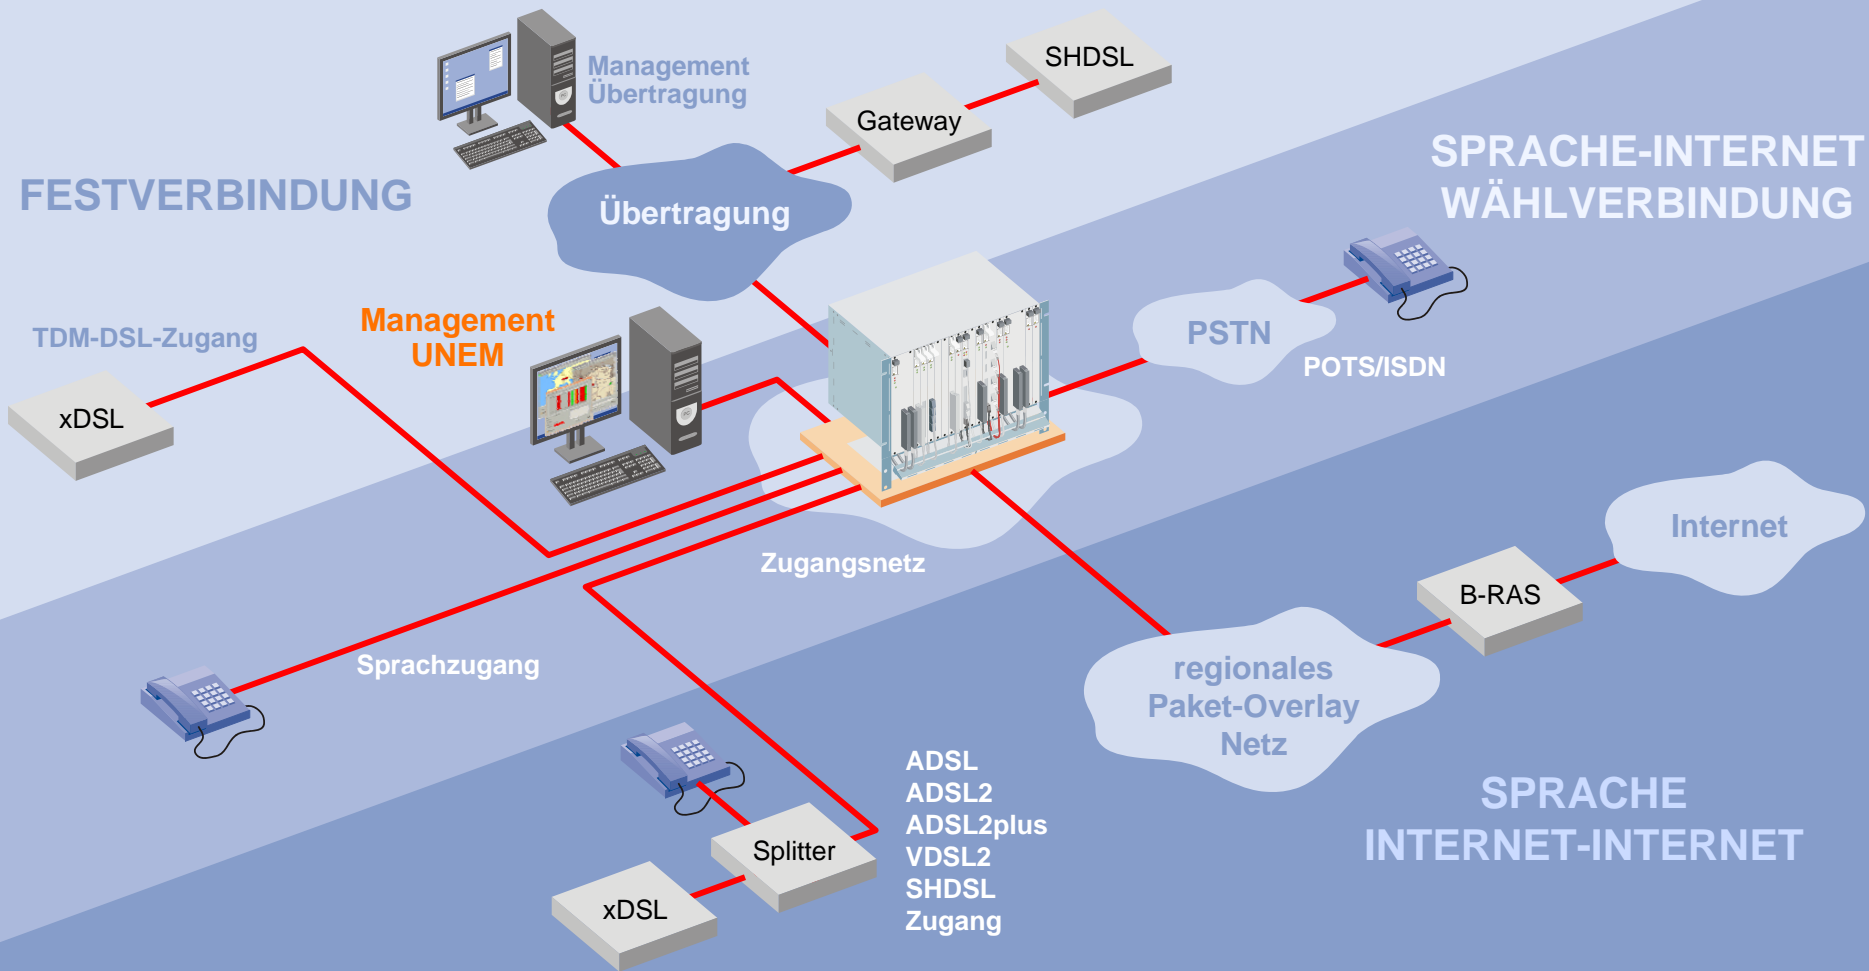 Management
Übertragung
SHDSL
Gateway
SPRACHE-INTERNET
WÄHLVERBINDUNG
FESTVERBINDUNG
Übertragung
Management
UNEM
TDM-DSL-Zugang
PSTN
POTS/ISDN
xDSL
Internet
Zugangsnetz
B-RAS
Sprachzugang
regionales
Paket-Overlay
Netz
ADSL
ADSL2
ADSL2plus
VDSL2
SHDSL
Zugang
SPRACHE
INTERNET-INTERNET
Splitter
xDSL